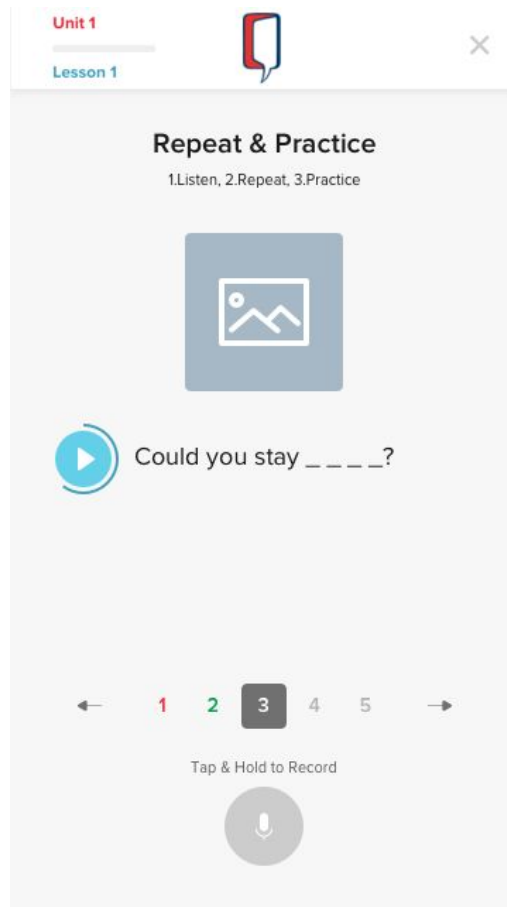 Unit 1
Lesson 1
Repeat & Practice
1.Listen, 2.Repeat, 3.Practice
Could you stay _ _ _ _?
1 2 3 4 5
Tap & Hold to Record